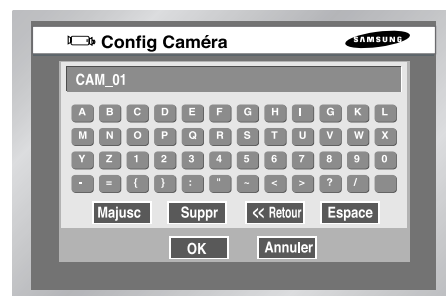 Config Caméra SAMSUNG
CAM_01
A B C D E F G H I G K L
M N O P Q R S T U V W X
Y Z 1 2 3 4 5 6 7 8 9 0
- = { } : " ~ < > ? /
Majusc Suppr << Retour Espace
OK Annuler